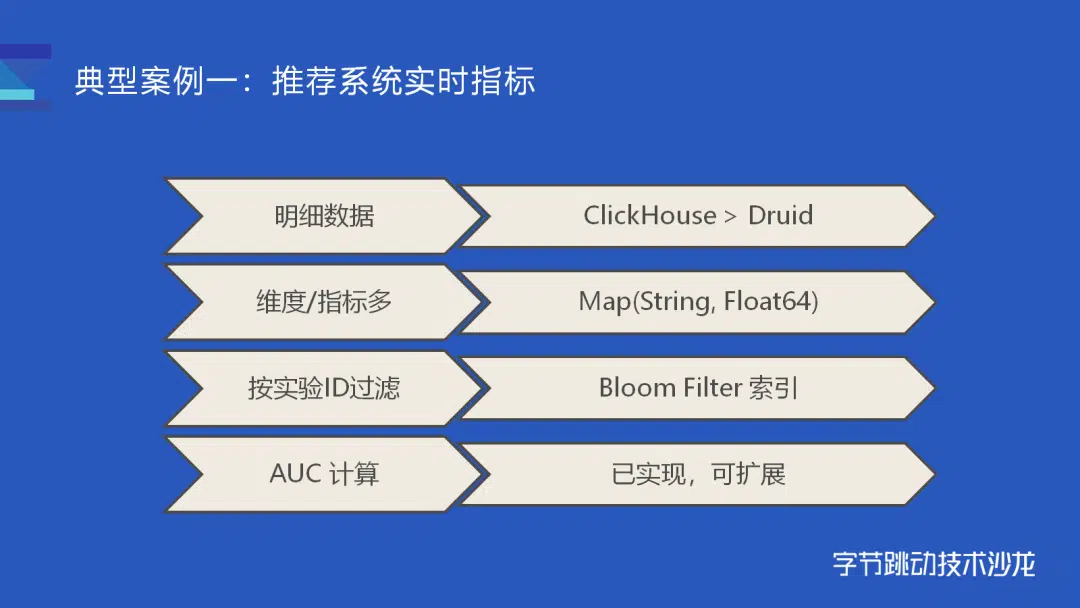 典型案例一：推荐系统实时指标
明细数据
ClickHouse > Druid
维度/指标多
Map(String, Float64)
按实验ID过滤
Bloom Filter 索引
AUC 计算
已实现，可扩展
字节跳动技术沙龙